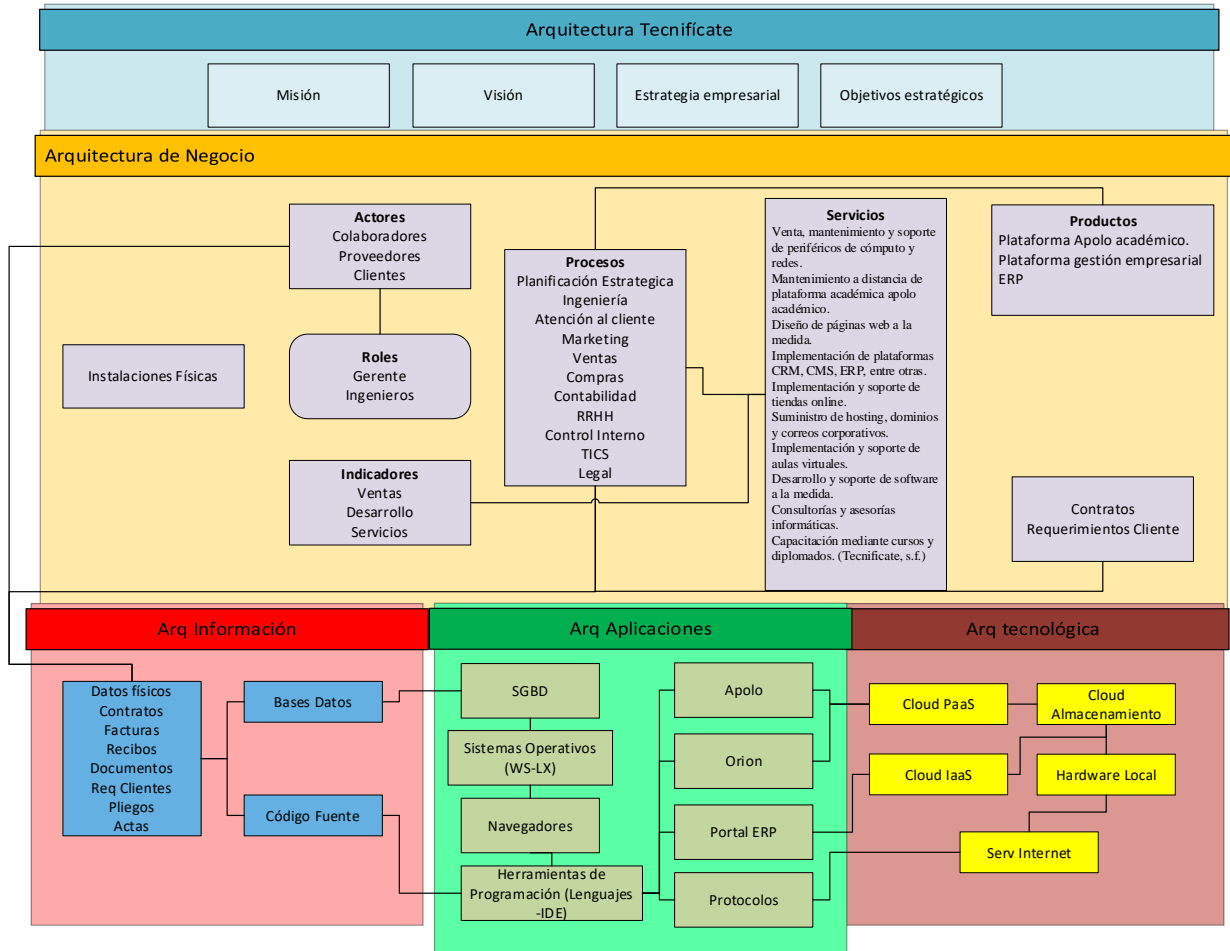 Arquitectura Tecnifícate
Misión
Visión
Estrategia empresarial
Objetivos estratégicos
Arquitectura de Negocio
Actores
Colaboradores
Proveedores
Clientes
Roles
Gerente
Ingenieros
Instalaciones Físicas
Indicadores
Ventas
Desarrollo
Servicios
Procesos
Planificación Estrategica
Ingeniería
Atención al cliente
Marketing
Ventas
Compras
Contabilidad
RRHH
Control Interno
TICS
Legal
Servicios
Venta, mantenimiento y soporte
de periféricos de cómputo y
redes.
Mantenimiento a distancia de
plataforma académica apolo
académico.
Diseño de páginas web a la
medida.
Implementación de plataformas
CRM, CMS, ERP, entre otras.
Implementación y soporte de
tiendas online.
Suministro de hosting, dominios
y correos corporativos.
Implementación y soporte de
aulas virtuales.
Desarrollo y soporte de software
a la medida.
Consultorías y asesorías
informáticas.
Capacitación mediante cursos y
diplomados. (Tecnificate, s.f.)
Productos
Plataforma Apolo académico.
Plataforma gestión empresarial
ERP
Contratos
Requerimientos Cliente
Arq Información
Arq Aplicaciones
Arq tecnológica
Datos físicos
Contratos
Facturas
Recibos
Documentos
Req Clientes
Pliegos
Actas
Bases Datos
Código Fuente
SGBD
Sistemas Operativos
(WS-LX)
Navegadores
Herramientas de
Programación (Lenguajes
-IDE)
Apolo
Orion
Portal ERP
Protocolos
Cloud PaaS
Cloud
Almacenamiento
Cloud IaaS
Hardware Local
Serv Internet